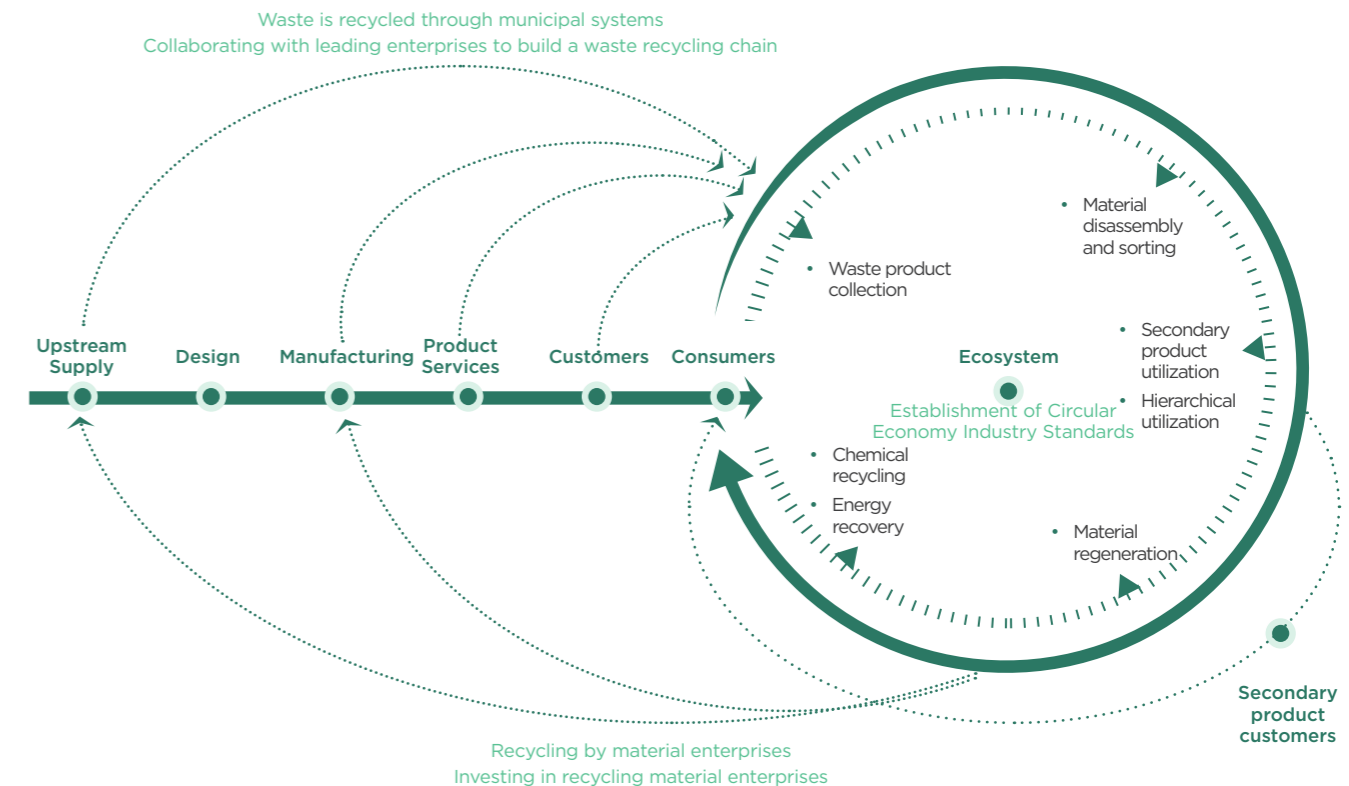 Waste is recycled through municipal systems
Collaborating with leading enterprises to build a waste recycling chain
Upstream
Supply
Design
Manufacturing
Product
Services
Customers
Consumers
• Waste product
collection
• Material
disassembly
and sorting
• Secondary
product
utilization
• Hierarchical
utilization
Ecosystem
Establishment of Circular
Economy Industry Standards
• Chemical
recycling
• Energy
recovery
• Material
regeneration
Secondary
product
customers
Recycling by material enterprises
Investing in recycling material enterprises